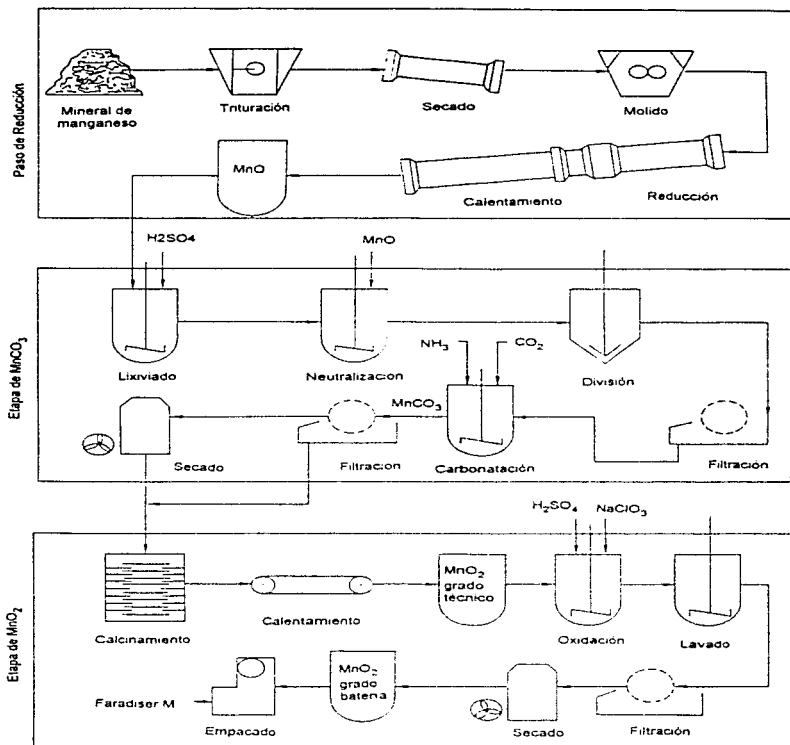 Paso de Reducción
Mineral de
manganeso
Trituración
Secado
Molido
MnO
Calentamiento
Reducción
Etapa de MnCO3
H2SO4
MnO
Lixiviado
Neutralizacion
División
NH3
CO2
MnCO3
Secado
Filtracion
Carbonatación
Filtración
Etapa de MnO2
H2SO4
NaClO3
Calcinamiento
Calentamiento
MnO2
grado
técnico
Oxidación
Lavado
Faradiser M
Empacado
MnO2
grado
bateria
Secado
Filtración